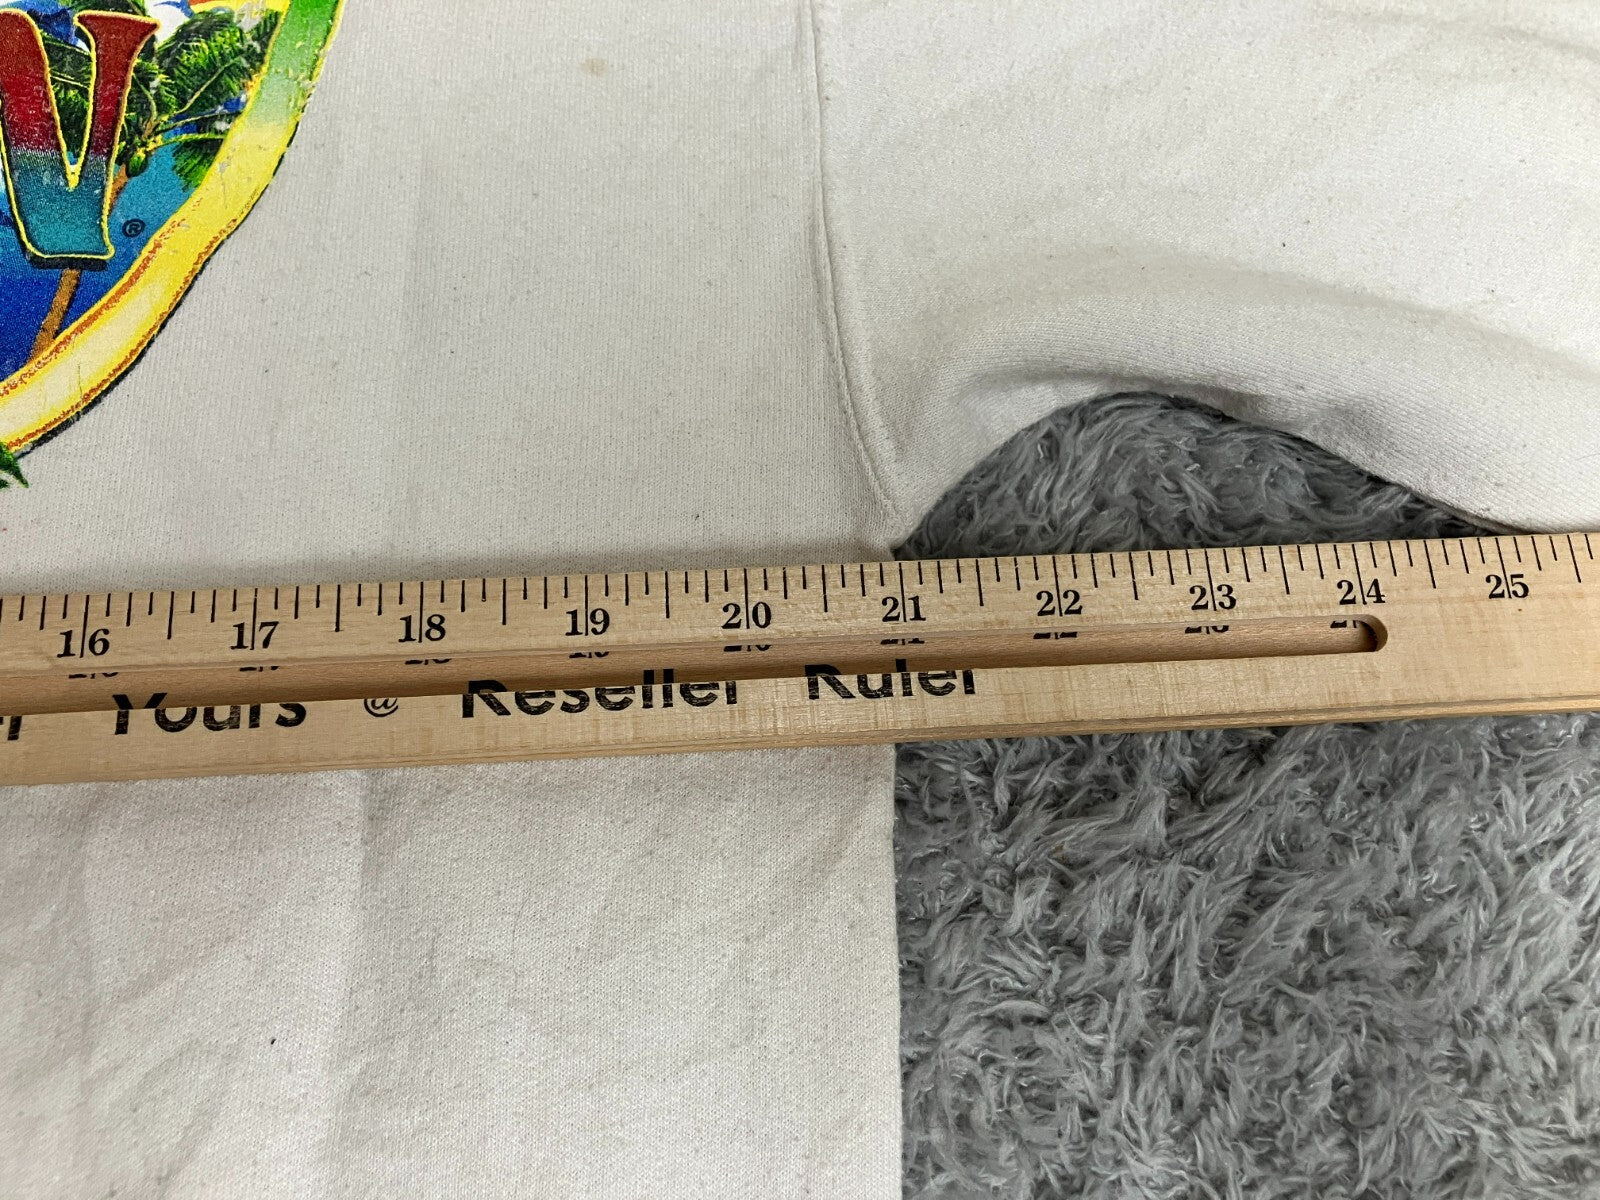 V ®
16 17 18 19 20 21 22 23 24 25
Yours @ Reseller Ruler